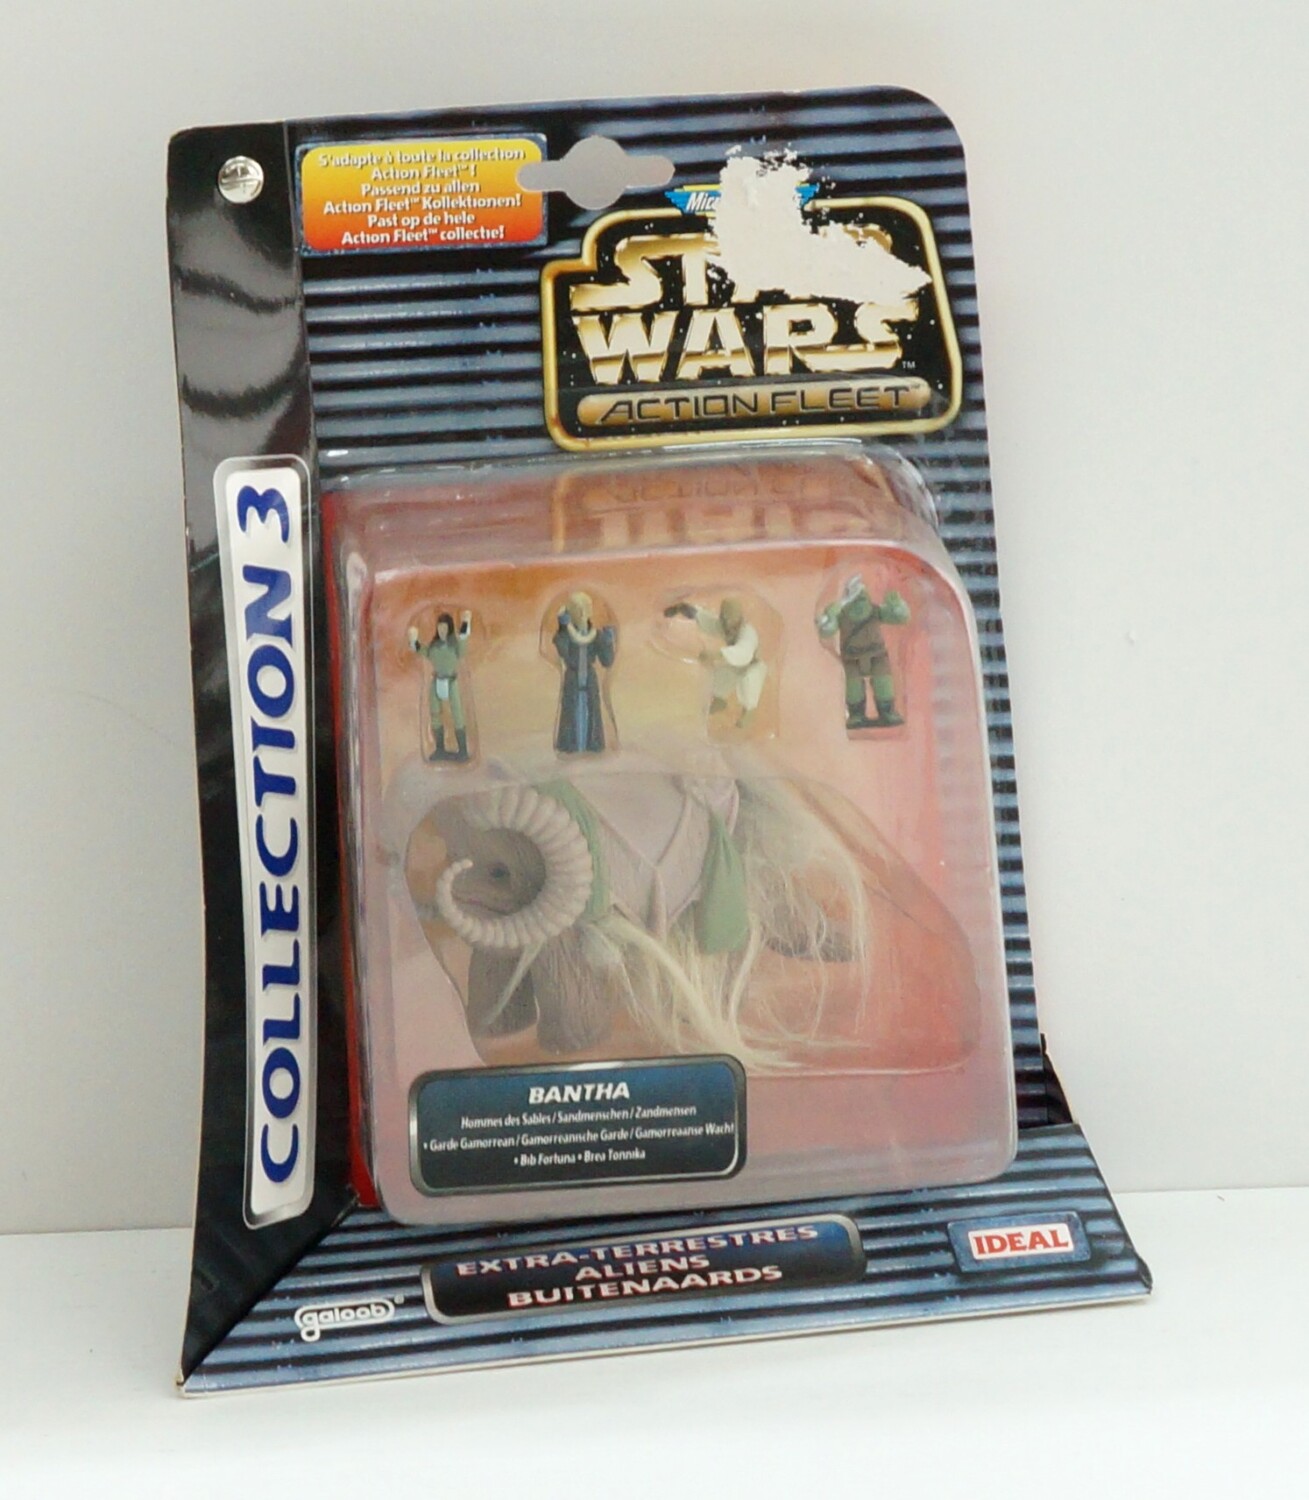 S'adapte à toute la collection
Action Fleet™ !
Passend zu allen
Action Fleet™ Kollektionen!
Past op de hele
Action Fleet™ collectie!
STAR
WARS™
ACTION FLEET™
COLLECTION 3
BANTHA
Hommes des Sables / Sandmenschen / Zandmensen
• Garde Gamorrean / Gamorreanische Garde / Gamorreaanse Wacht
• Bib Fortuna • Brea Tonnika
EXTRA-TERRESTRES
ALIENS
BUITENAARDS
IDEAL
galoob®